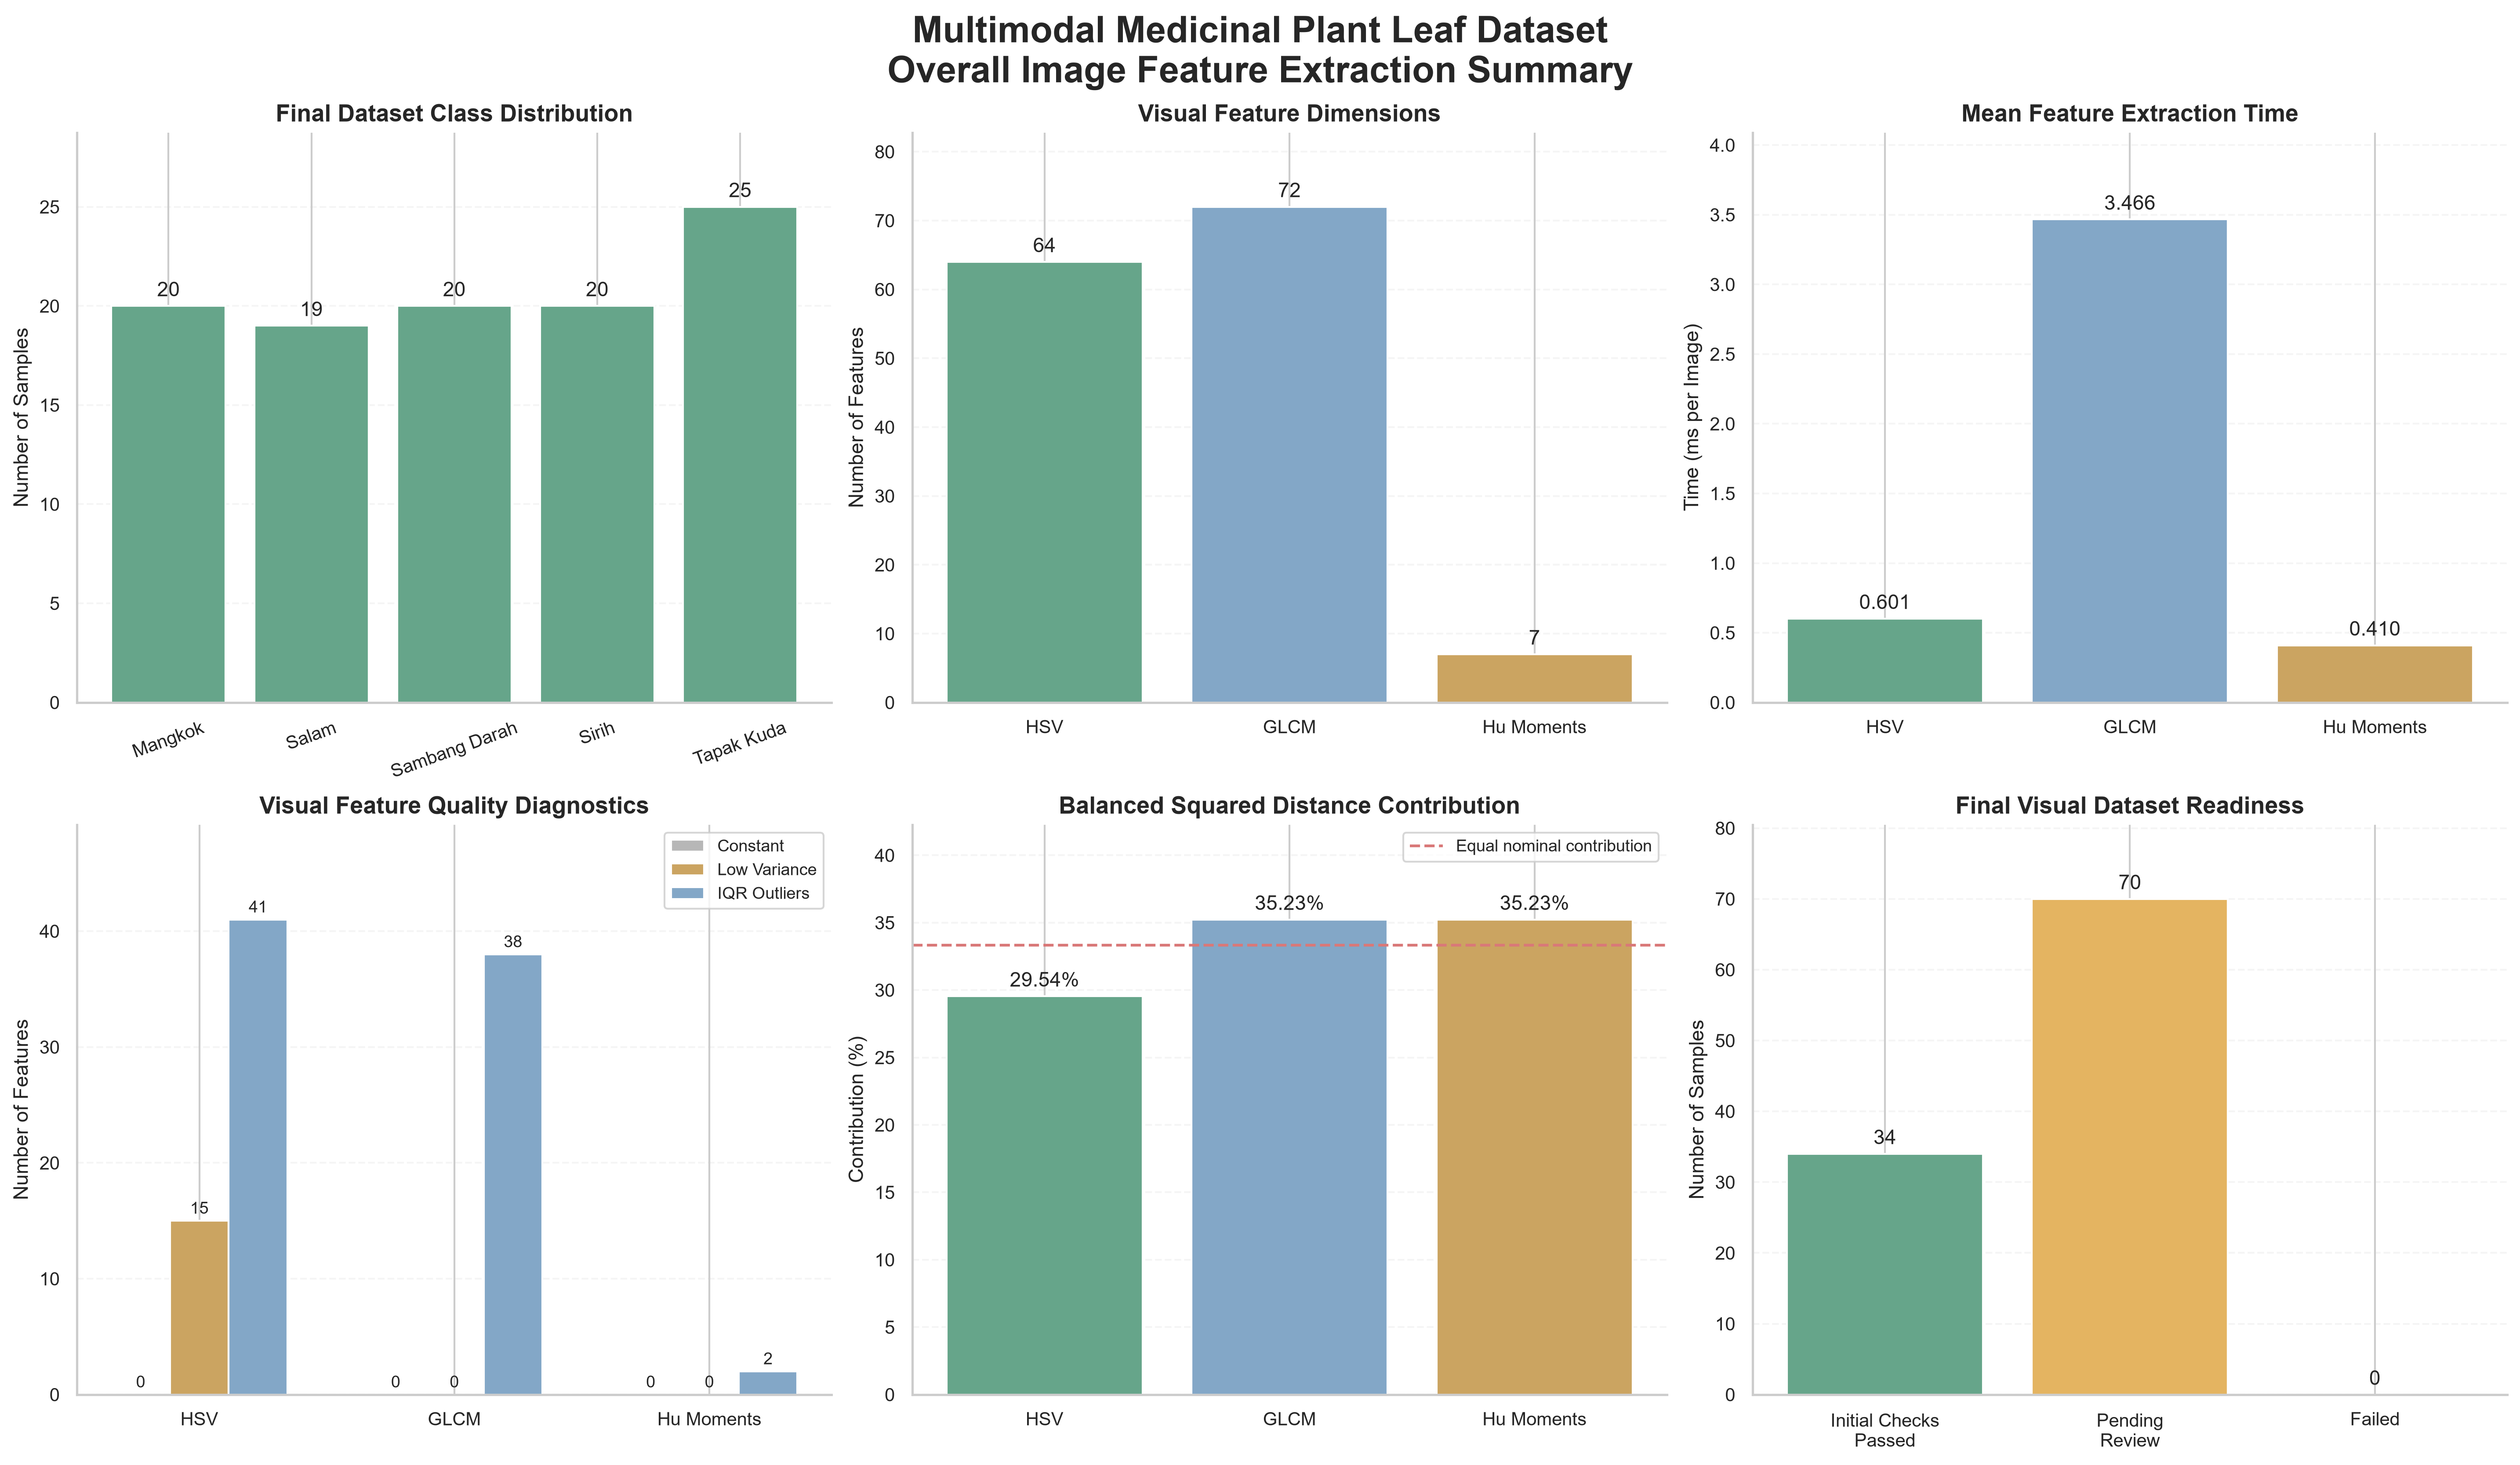 Multimodal Medicinal Plant Leaf Dataset
Overall Image Feature Extraction Summary
Final Dataset Class Distribution
Number of Samples
25
20
15
10
5
0
20
19
20
20
25
Mangkok
Salam
Sambang Darah
Sirih
Tapak Kuda
Visual Feature Dimensions
Number of Features
80
70
60
50
40
30
20
10
0
64
72
7
HSV
GLCM
Hu Moments
Mean Feature Extraction Time
Time (ms per Image)
4.0
3.5
3.0
2.5
2.0
1.5
1.0
0.5
0.0
0.601
3.466
0.410
HSV
GLCM
Hu Moments
Visual Feature Quality Diagnostics
Constant
Low Variance
IQR Outliers
Number of Features
40
30
20
10
0
0
15
41
0
0
38
0
0
2
HSV
GLCM
Hu Moments
Balanced Squared Distance Contribution
Equal nominal contribution
Contribution (%)
40
35
30
25
20
15
10
5
0
29.54%
35.23%
35.23%
HSV
GLCM
Hu Moments
Final Visual Dataset Readiness
Number of Samples
80
70
60
50
40
30
20
10
0
34
70
0
Initial Checks
Passed
Pending
Review
Failed